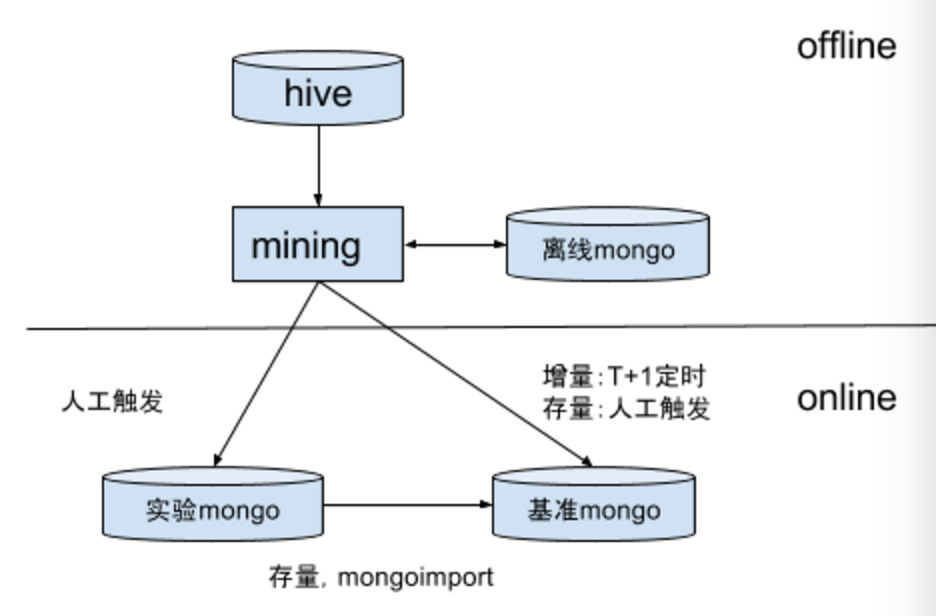 offline
hive
mining
离线mongo
人工触发
增量:T+1定时
存量:人工触发
online
实验mongo
基准mongo
存量, mongoimport